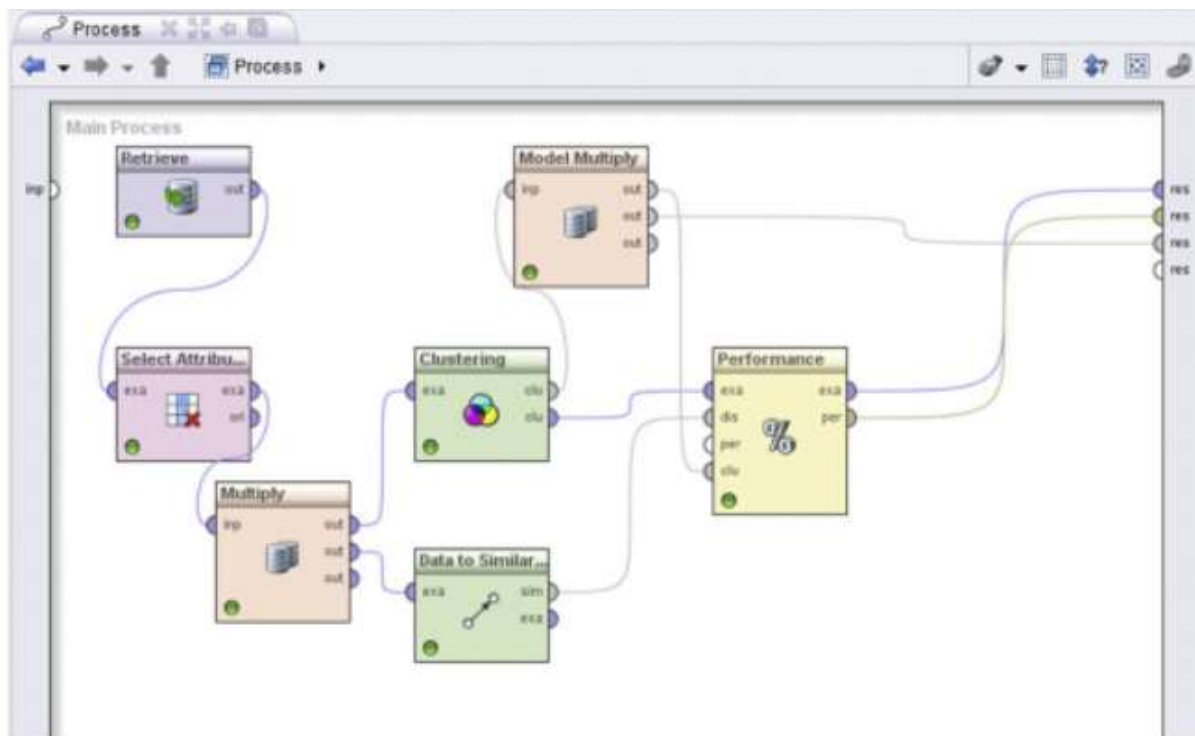 Process
Process
Main Process
inp
Retrieve
out
Model Multiply
inp
out
out
out
res
res
res
res
Select Attribu...
exa
exa
ori
Clustering
exa
clu
clu
Performance
exa
dis
per
clu
exa
per
Multiply
inp
out
out
out
Data to Similar...
exa
sim
exa
%